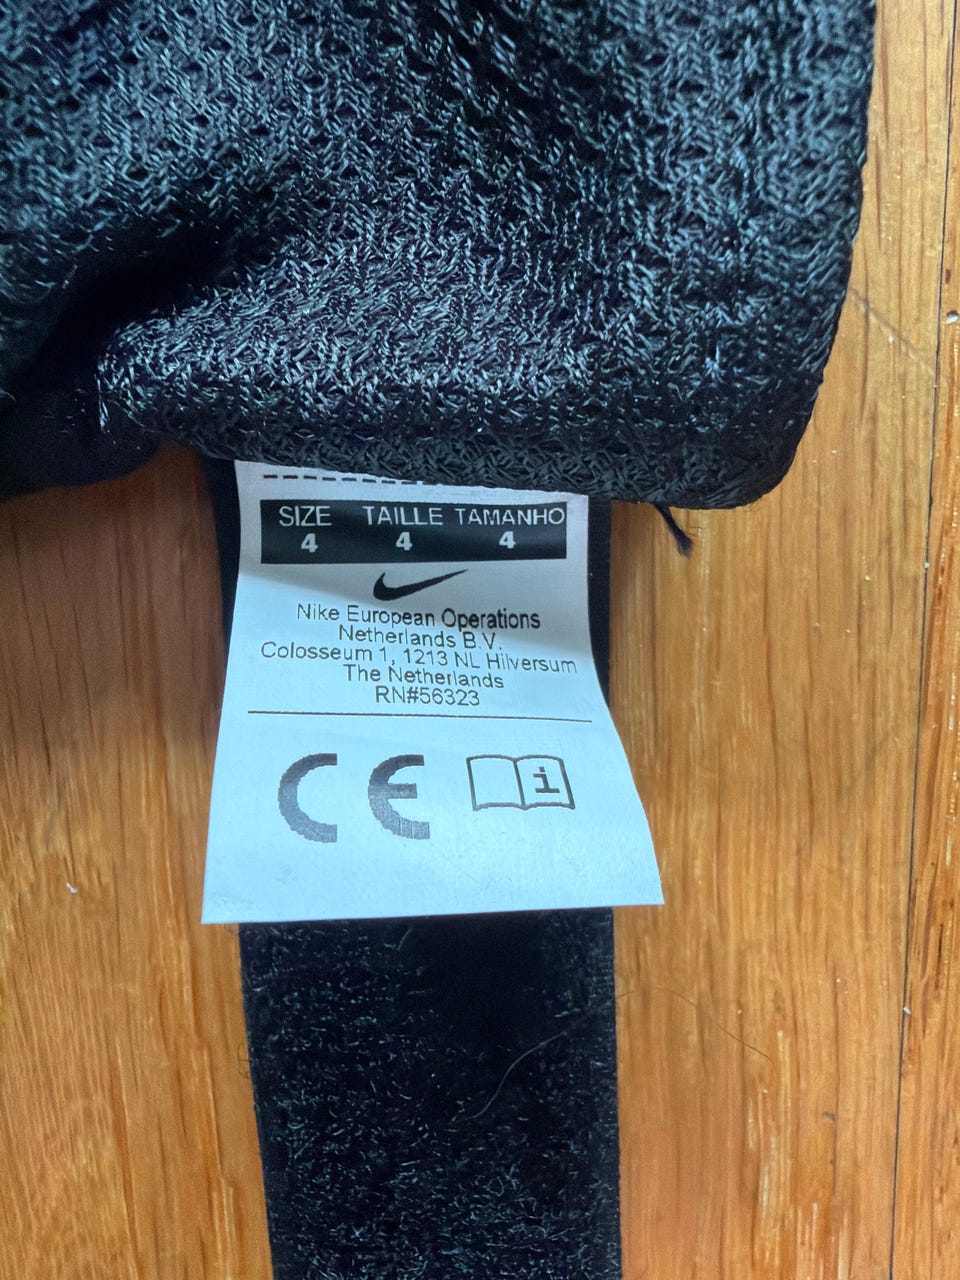 SIZE TAILLE TAMANHO
4 4 4
Nike European Operations
Netherlands B.V.
Colosseum 1, 1213 NL Hilversum
The Netherlands
RN#56323
CE i